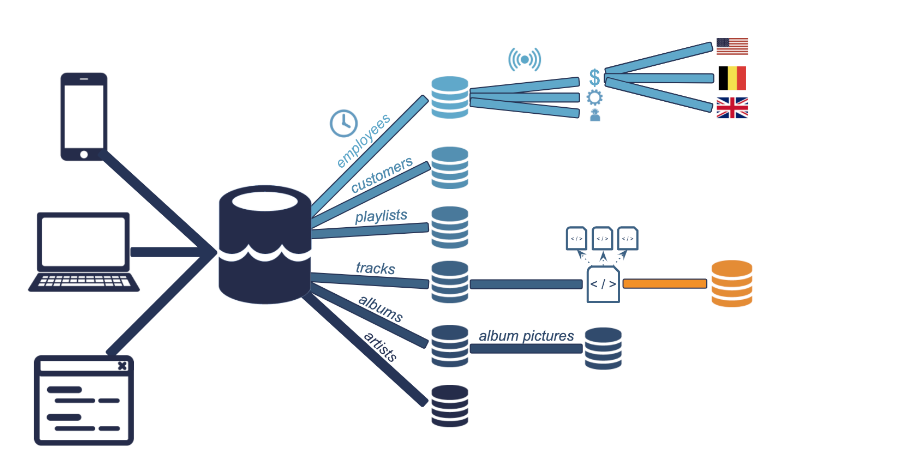 employees
customers
playlists
tracks
albums
artists
album pictures
$
</>
</>
</>
</>